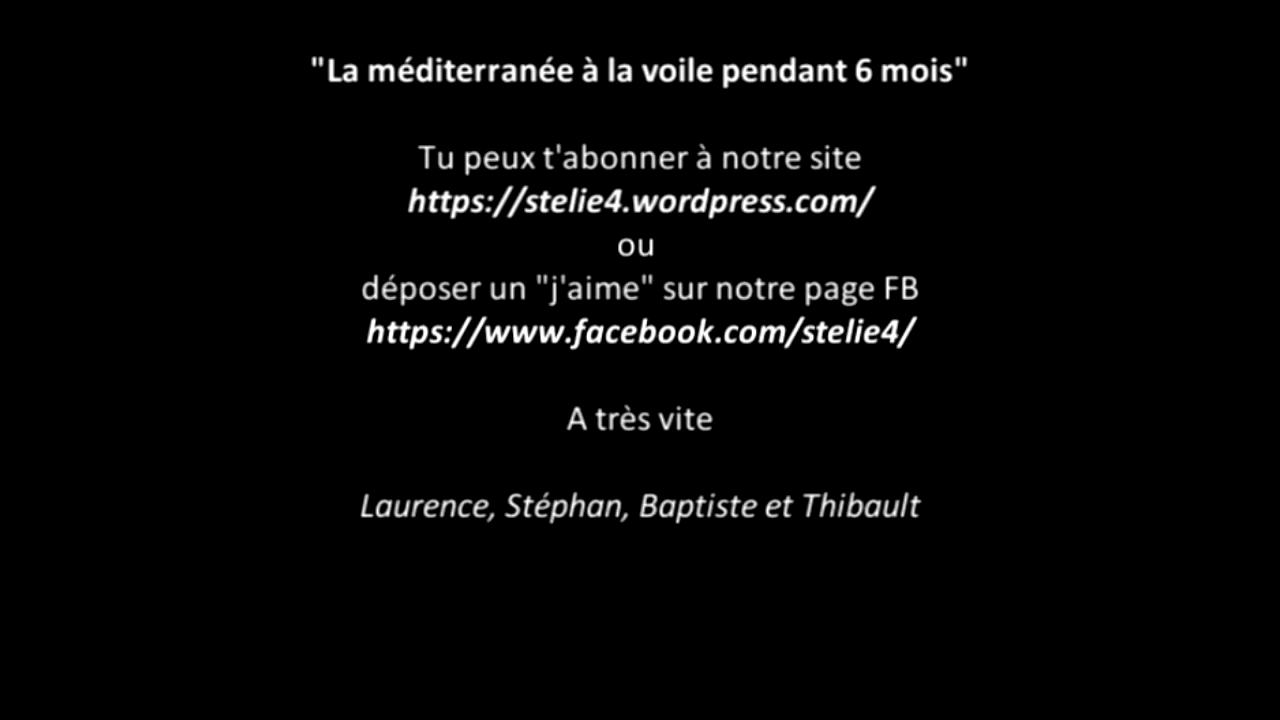 "La méditerranée à la voile pendant 6 mois"
Tu peux t'abonner à notre site
https://stelie4.wordpress.com/
ou
déposer un "j'aime" sur notre page FB
https://www.facebook.com/stelie4/
A très vite
Laurence, Stéphan, Baptiste et Thibault